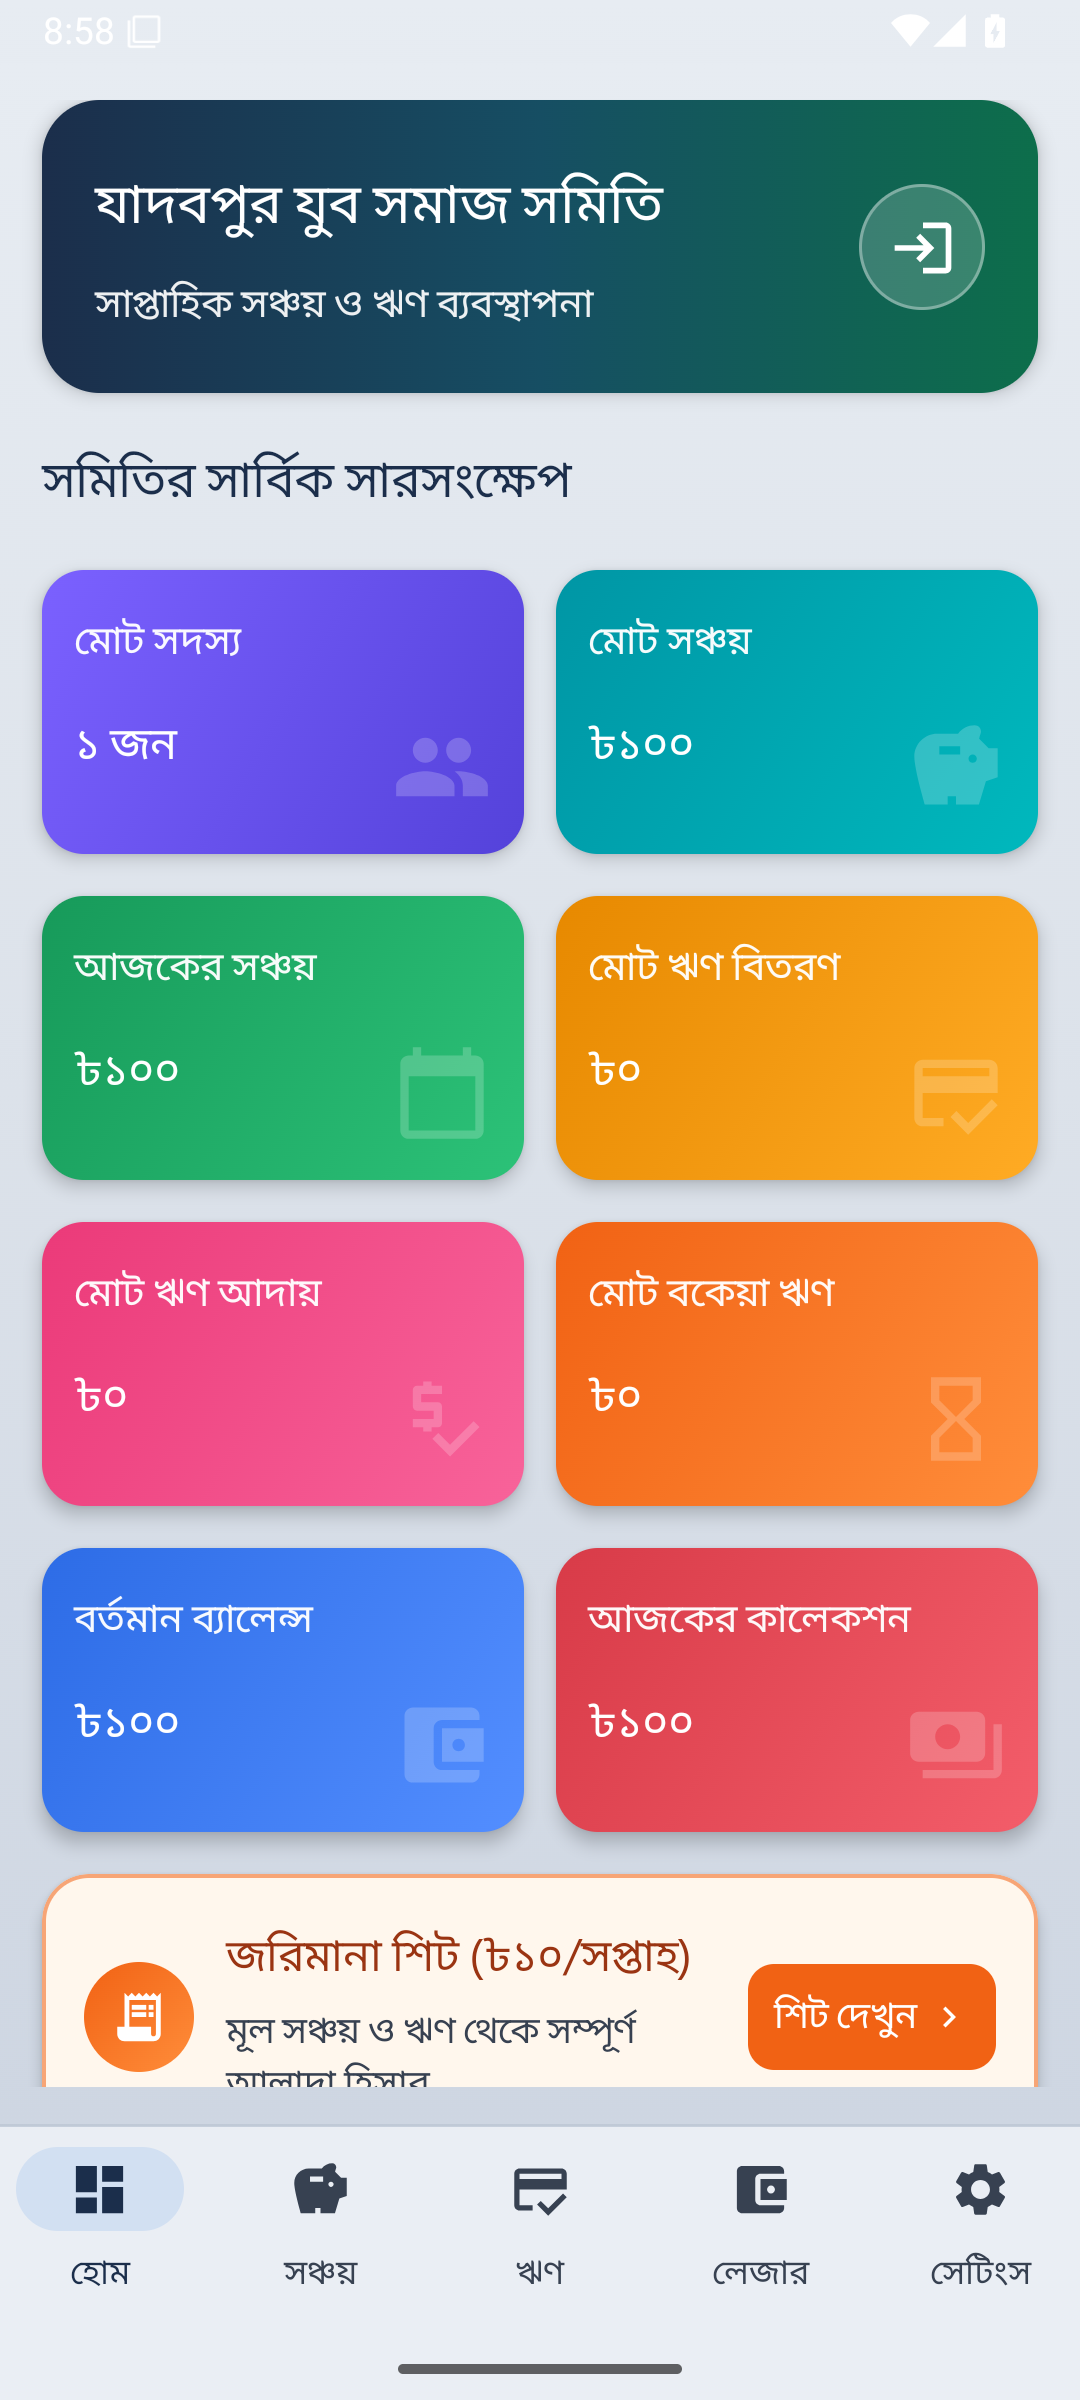 8:58
যাদবপুর যুব সমাজ সমিতি
সাপ্তাহিক সঞ্চয় ও ঋণ ব্যবস্থাপনা
সমিতির সার্বিক সারসংক্ষেপ
মোট সদস্য
১ জন
মোট সঞ্চয়
৳১০০
আজকের সঞ্চয়
৳১০০
মোট ঋণ বিতরণ
৳০
মোট ঋণ আদায়
৳০
মোট বকেয়া ঋণ
৳০
বর্তমান ব্যালেন্স
৳১০০
আজকের কালেকশন
৳১০০
জরিমানা শিট (৳১০/সপ্তাহ)
মূল সঞ্চয় ও ঋণ থেকে সম্পূর্ণ
আলাদা হিসাব
শিট দেখুন
হোম
সঞ্চয়
ঋণ
লেজার
সেটিংস